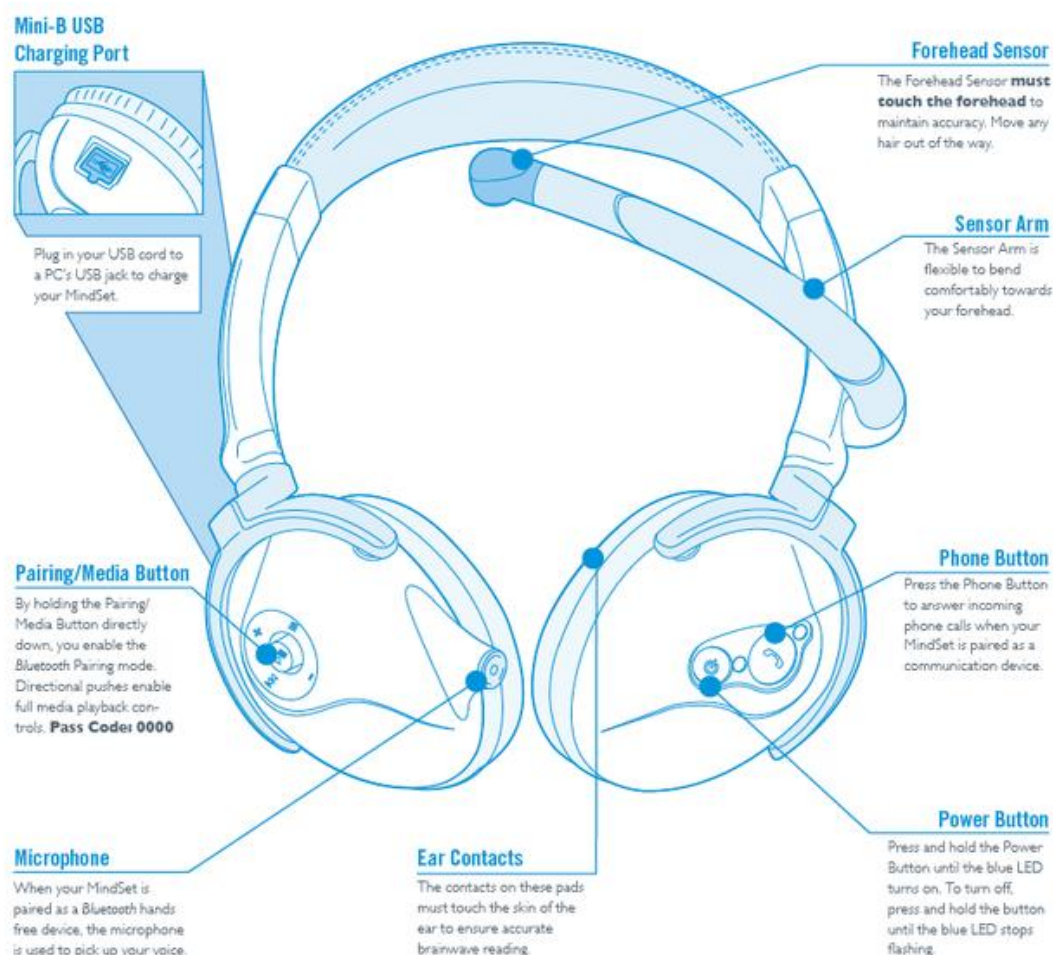 Mini-B USB
Charging Port
Plug in your USB cord to
a PC's USB jack to charge
your MindSet.
Forehead Sensor
The Forehead Sensor must
touch the forehead to
maintain accuracy. Move any
hair out of the way.
Sensor Arm
The Sensor Arm is
flexible to bend
comfortably towards
your forehead.
Pairing/Media Button
By holding the Pairing/
Media Button directly
down, you enable the
Bluetooth Pairing mode.
Directional pushes enable
full media playback con-
trols. Pass Code: 0000
Phone Button
Press the Phone Button
to answer incoming
phone calls when your
MindSet is paired as a
communication device.
Microphone
When your MindSet is
paired as a Bluetooth hands
free device, the microphone
is used to pick up your voice.
Ear Contacts
The contacts on these pads
must touch the skin of the
ear to ensure accurate
brainwave reading.
Power Button
Press and hold the Power
Button until the blue LED
turns on. To turn off,
press and hold the button
until the blue LED stops
flashing.